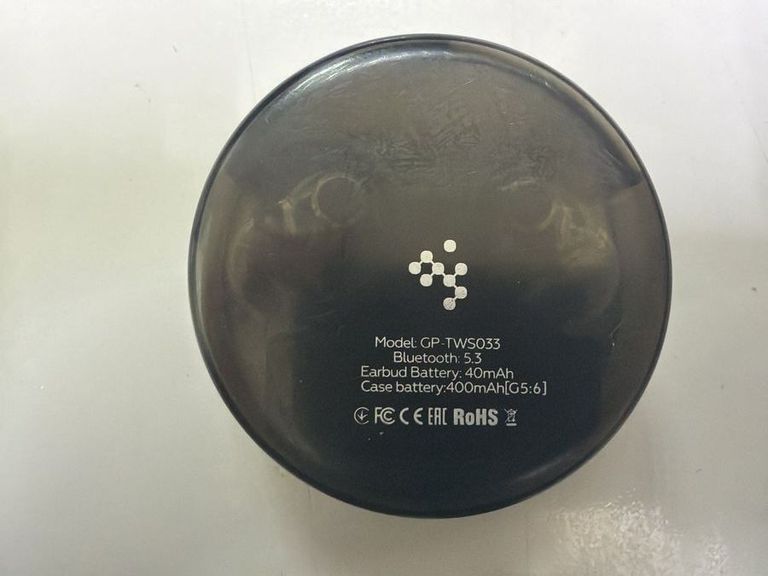 Model: GP-TWS033
Bluetooth: 5.3
Earbud Battery: 40mAh
Case battery:400mAh[G5:6]
FC CE EAC RoHS